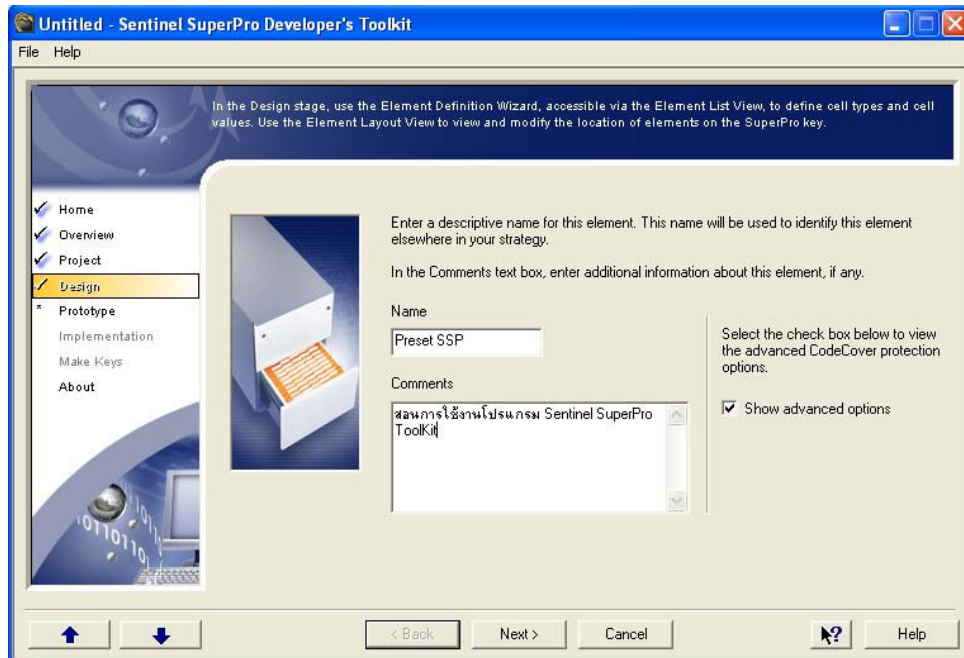 Untitled - Sentinel SuperPro Developer's Toolkit
File Help
In the Design stage, use the Element Definition Wizard, accessible via the Element List View, to define cell types and cell
values. Use the Element Layout View to view and modify the location of elements on the SuperPro key.
Home
Overview
Project
Design
Prototype
Implementation
Make Keys
About
Enter a descriptive name for this element. This name will be used to identify this element
elsewhere in your strategy.
In the Comments text box, enter additional information about this element, if any.
Name
Preset SSP
Comments
สอนการใช้งานโปรแกรม Sentinel SuperPro
ToolKit
Select the check box below to view
the advanced CodeCover protection
options.
Show advanced options
< Back
Next >
Cancel
Help